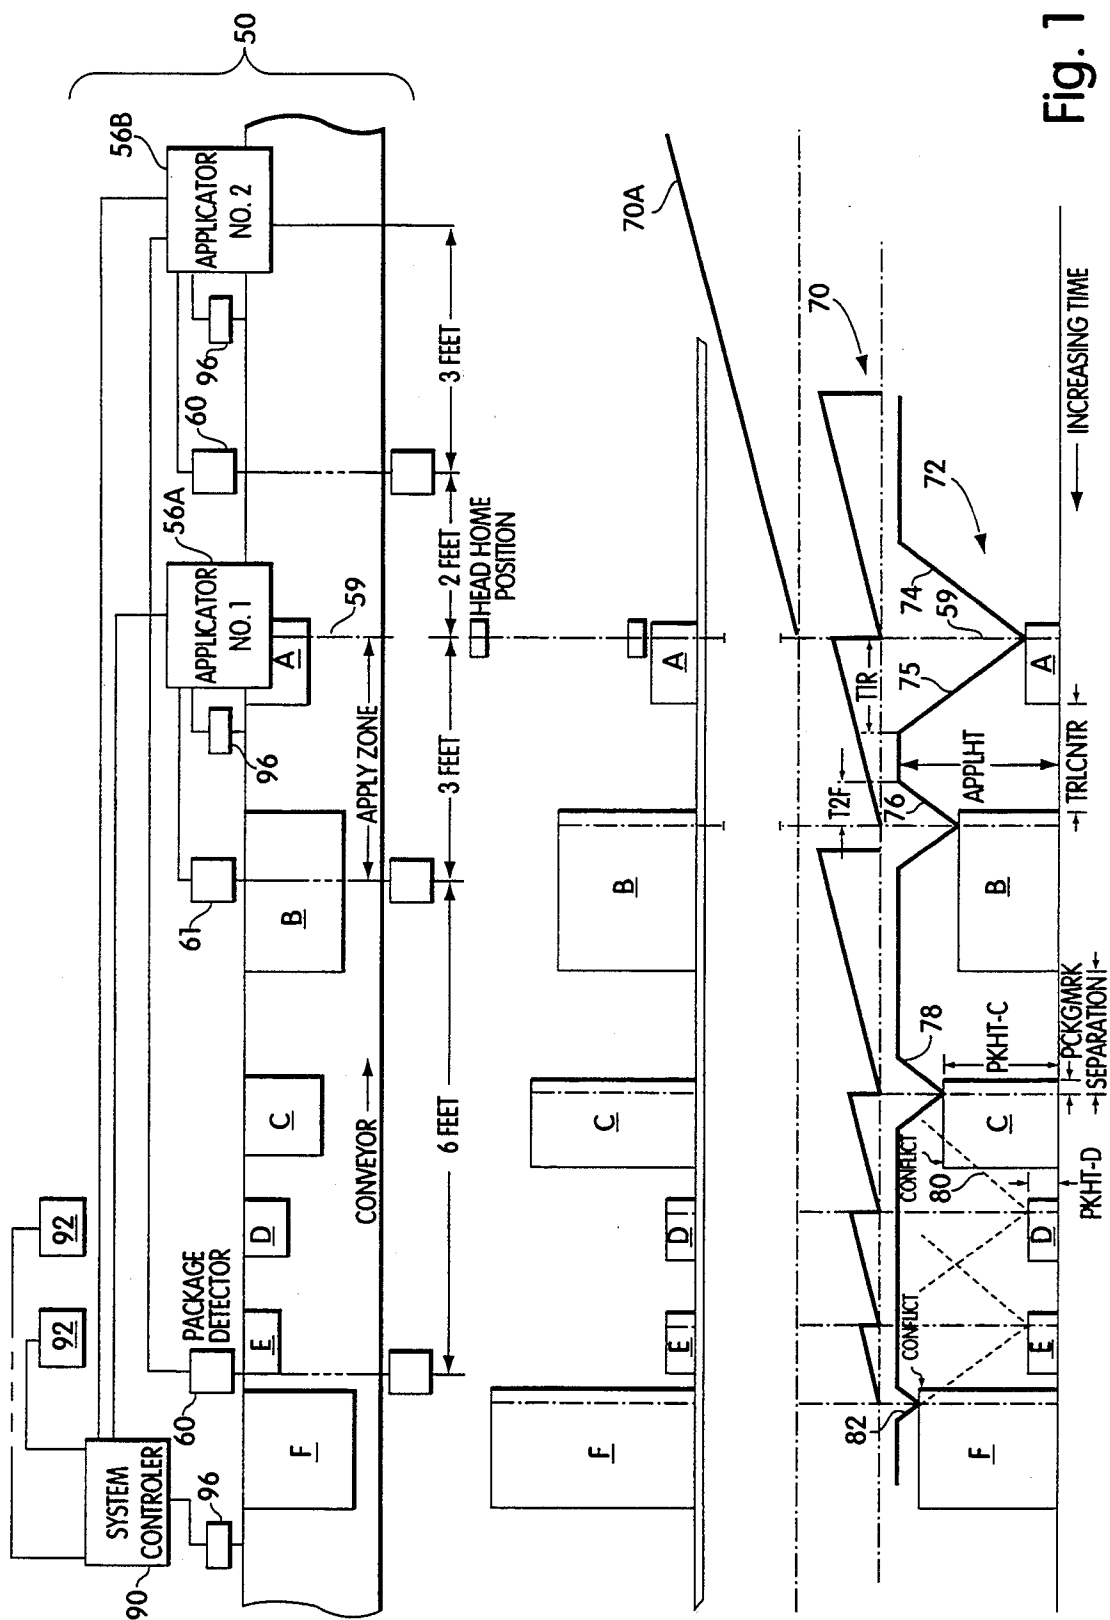 50
56B
APPLICATOR
NO. 2
96
60
56A
APPLICATOR
NO. 1
96
A
59
61
B
APPLY ZONE
C
CONVEYOR
D
92
92
PACKAGE
DETECTOR
E
60
F
SYSTEM
CONTROLER
90
96
3 FEET
2 FEET
3 FEET
6 FEET
HEAD HOME
POSITION
A
B
C
D
E
F
70A
70
72
74
59
75
T1R
T2F
76
APPLHT
A
TRLCNTR
B
78
PKHT-C
PCKGMRK
SEPARATION
CONFLICT
80
C
PKHT-D
D
CONFLICT
E
82
F
INCREASING TIME
Fig. 1